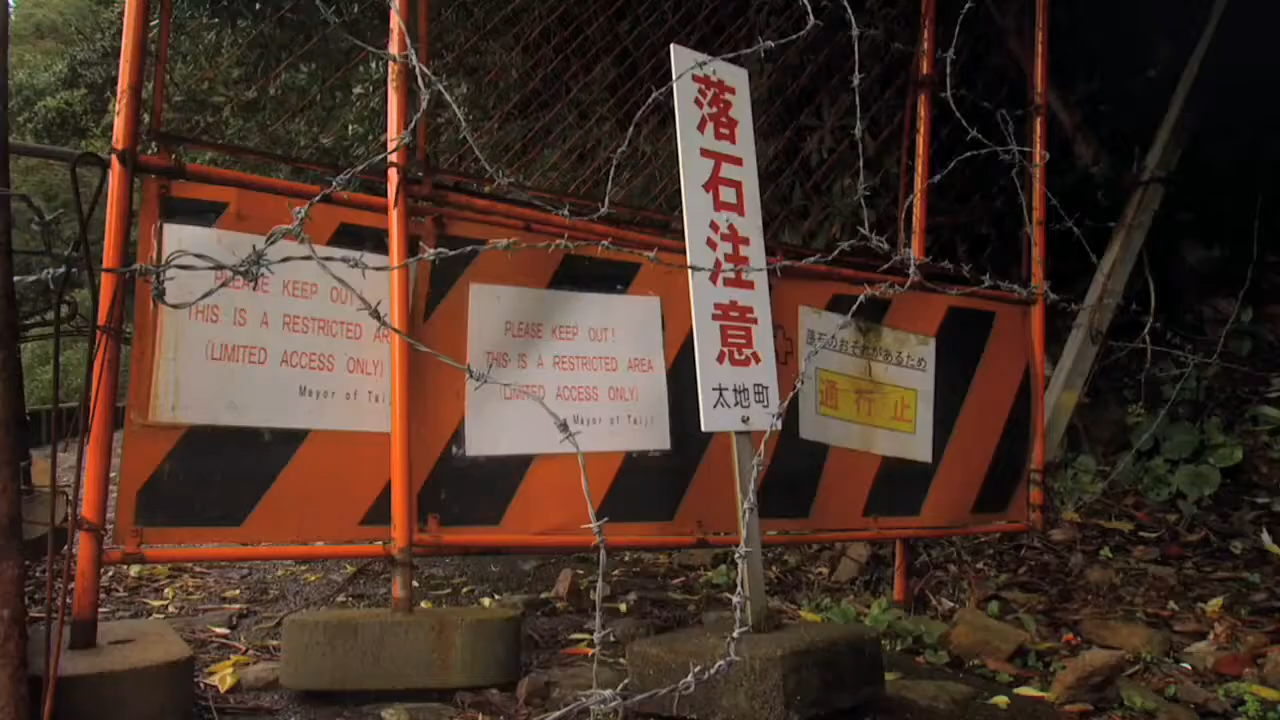 PLEASE KEEP OUT!
THIS IS A RESTRICTED AR
(LIMITED ACCESS ONLY)
Mayor of Tai
PLEASE KEEP OUT!
THIS IS A RESTRICTED AREA
(LIMITED ACCESS ONLY)
Mayor of Taiji
落石注意
太地町
落石のおそれがあるため
通行止